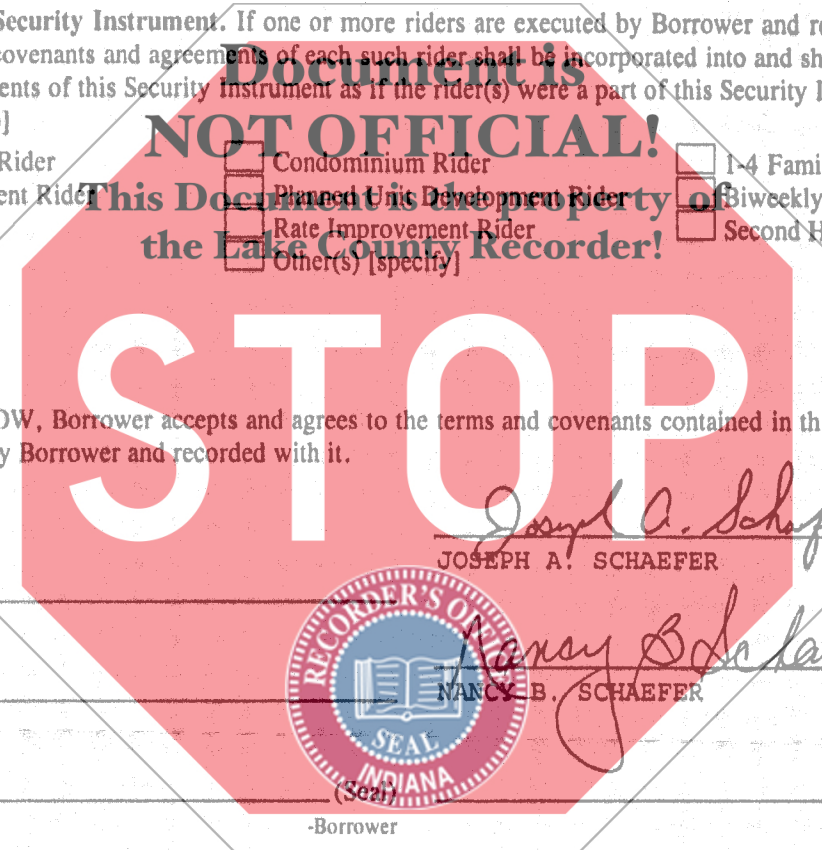 Security Instrument. If one or more riders are executed by Borrower and re
covenants and agreements of each such rider shall be incorporated into and sh
ents of this Security Instrument as if the rider(s) were a part of this Security I
]
Document is
NOT OFFICIAL!
This Document is the property of
the Lake County Recorder!
Rider Condominium Rider 1-4 Fami
ent Rider Planned Unit Development Rider Biweekly
Rate Improvement Rider Second H
Other(s) [specify]
STOP
OW, Borrower accepts and agrees to the terms and covenants contained in th
y Borrower and recorded with it.
Joseph A. Schaef
JOSEPH A. SCHAEFER
Nancy B Scha
NANCY B. SCHAEFER
RECORDER'S OFFICE
SEAL
INDIANA
(Seal)
-Borrower